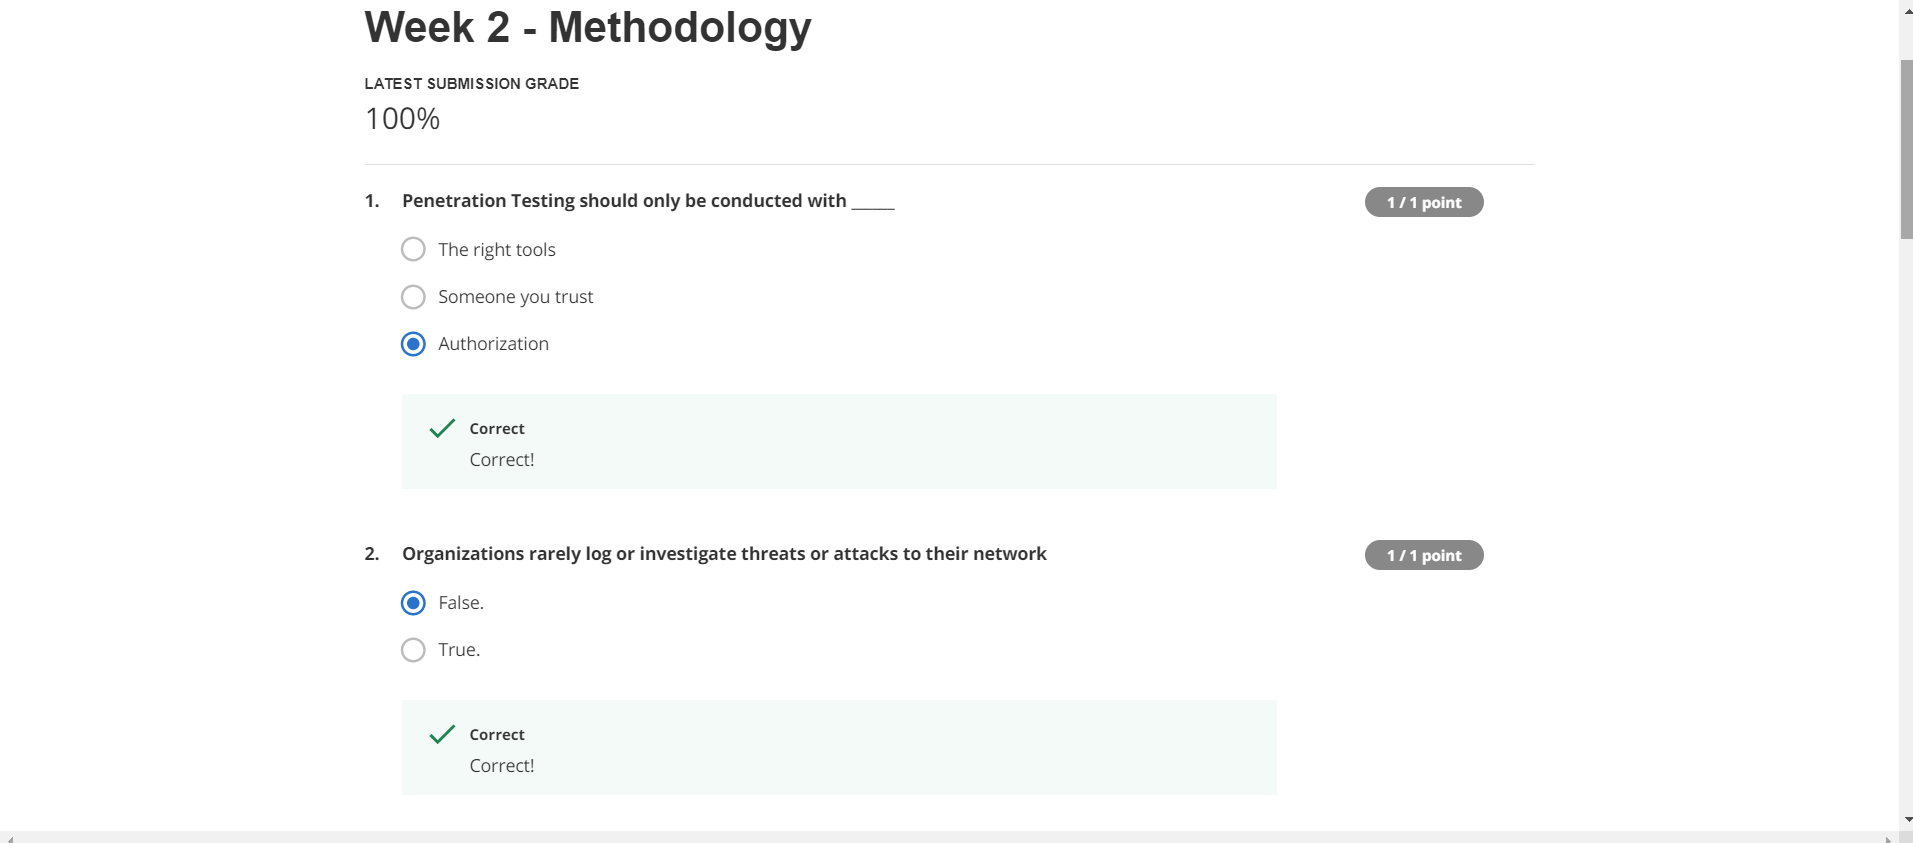 Week 2 - Methodology
LATEST SUBMISSION GRADE
100%
1. Penetration Testing should only be conducted with _____
1 / 1 point
The right tools
Someone you trust
Authorization
Correct
Correct!
2. Organizations rarely log or investigate threats or attacks to their network
1 / 1 point
False.
True.
Correct
Correct!